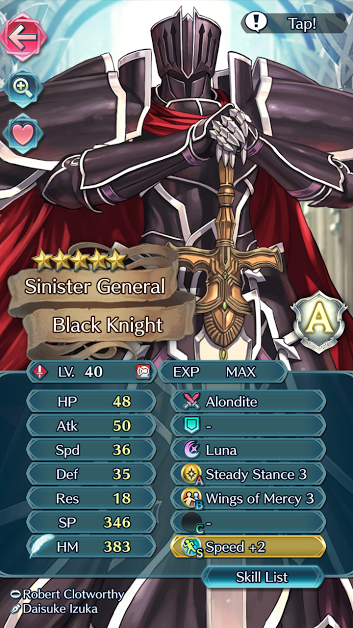 Tap!
Sinister General
Black Knight
A
LV. 40
EXP MAX
HP 48
Alondite
Atk 50
-
Spd 36
Luna
Def 35
Steady Stance 3
A
Res 18
Wings of Mercy 3
B
SP 346
-
C
HM 383
Speed +2
S
Skill List
Robert Clotworthy
Daisuke Izuka